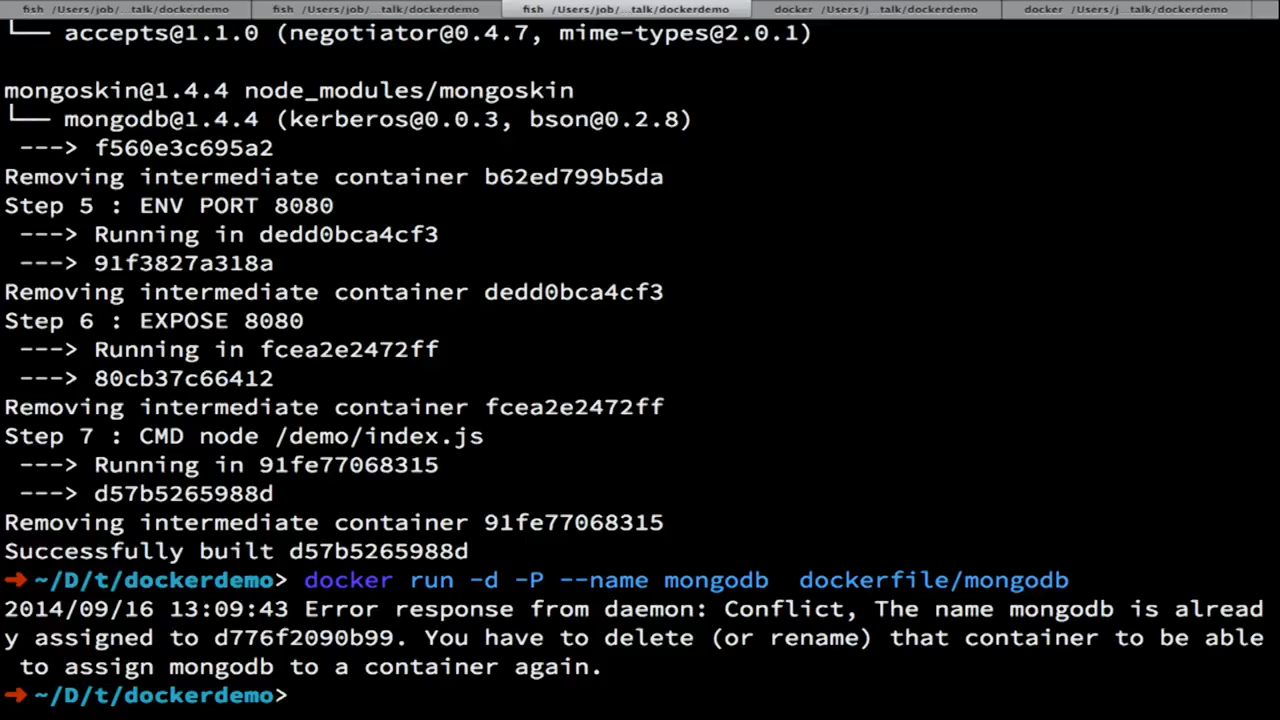 fish /Users/job/...talk/dockerdemo fish /Users/job/...talk/dockerdemo fish /Users/job/...talk/dockerdemo docker /Users/j...talk/dockerdemo docker /Users/j...talk/dockerdemo
└── accepts@1.1.0 (negotiator@0.4.7, mime-types@2.0.1)
mongoskin@1.4.4 node_modules/mongoskin
└── mongodb@1.4.4 (kerberos@0.0.3, bson@0.2.8)
---> f560e3c695a2
Removing intermediate container b62ed799b5da
Step 5 : ENV PORT 8080
---> Running in dedd0bca4cf3
---> 91f3827a318a
Removing intermediate container dedd0bca4cf3
Step 6 : EXPOSE 8080
---> Running in fcea2e2472ff
---> 80cb37c66412
Removing intermediate container fcea2e2472ff
Step 7 : CMD node /demo/index.js
---> Running in 91fe77068315
---> d57b5265988d
Removing intermediate container 91fe77068315
Successfully built d57b5265988d
➜ ~/D/t/dockerdemo> docker run -d -P --name mongodb  dockerfile/mongodb
2014/09/16 13:09:43 Error response from daemon: Conflict, The name mongodb is alread
y assigned to d776f2090b99. You have to delete (or rename) that container to be able
to assign mongodb to a container again.
➜ ~/D/t/dockerdemo>